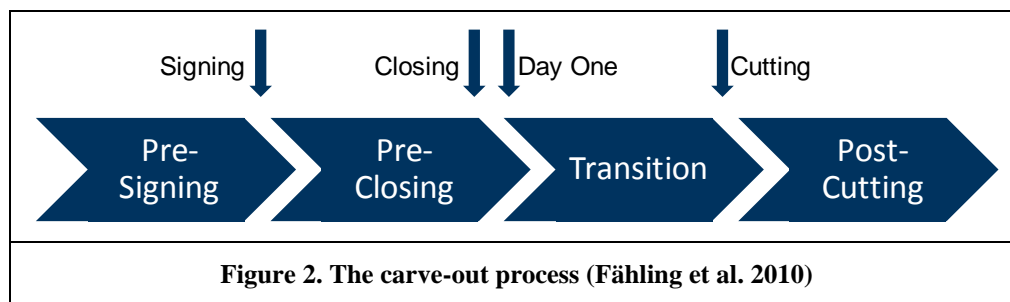 Signing Closing Day One Cutting
Pre-
Signing
Pre-
Closing
Transition
Post-
Cutting
Figure 2. The carve-out process (Fähling et al. 2010)